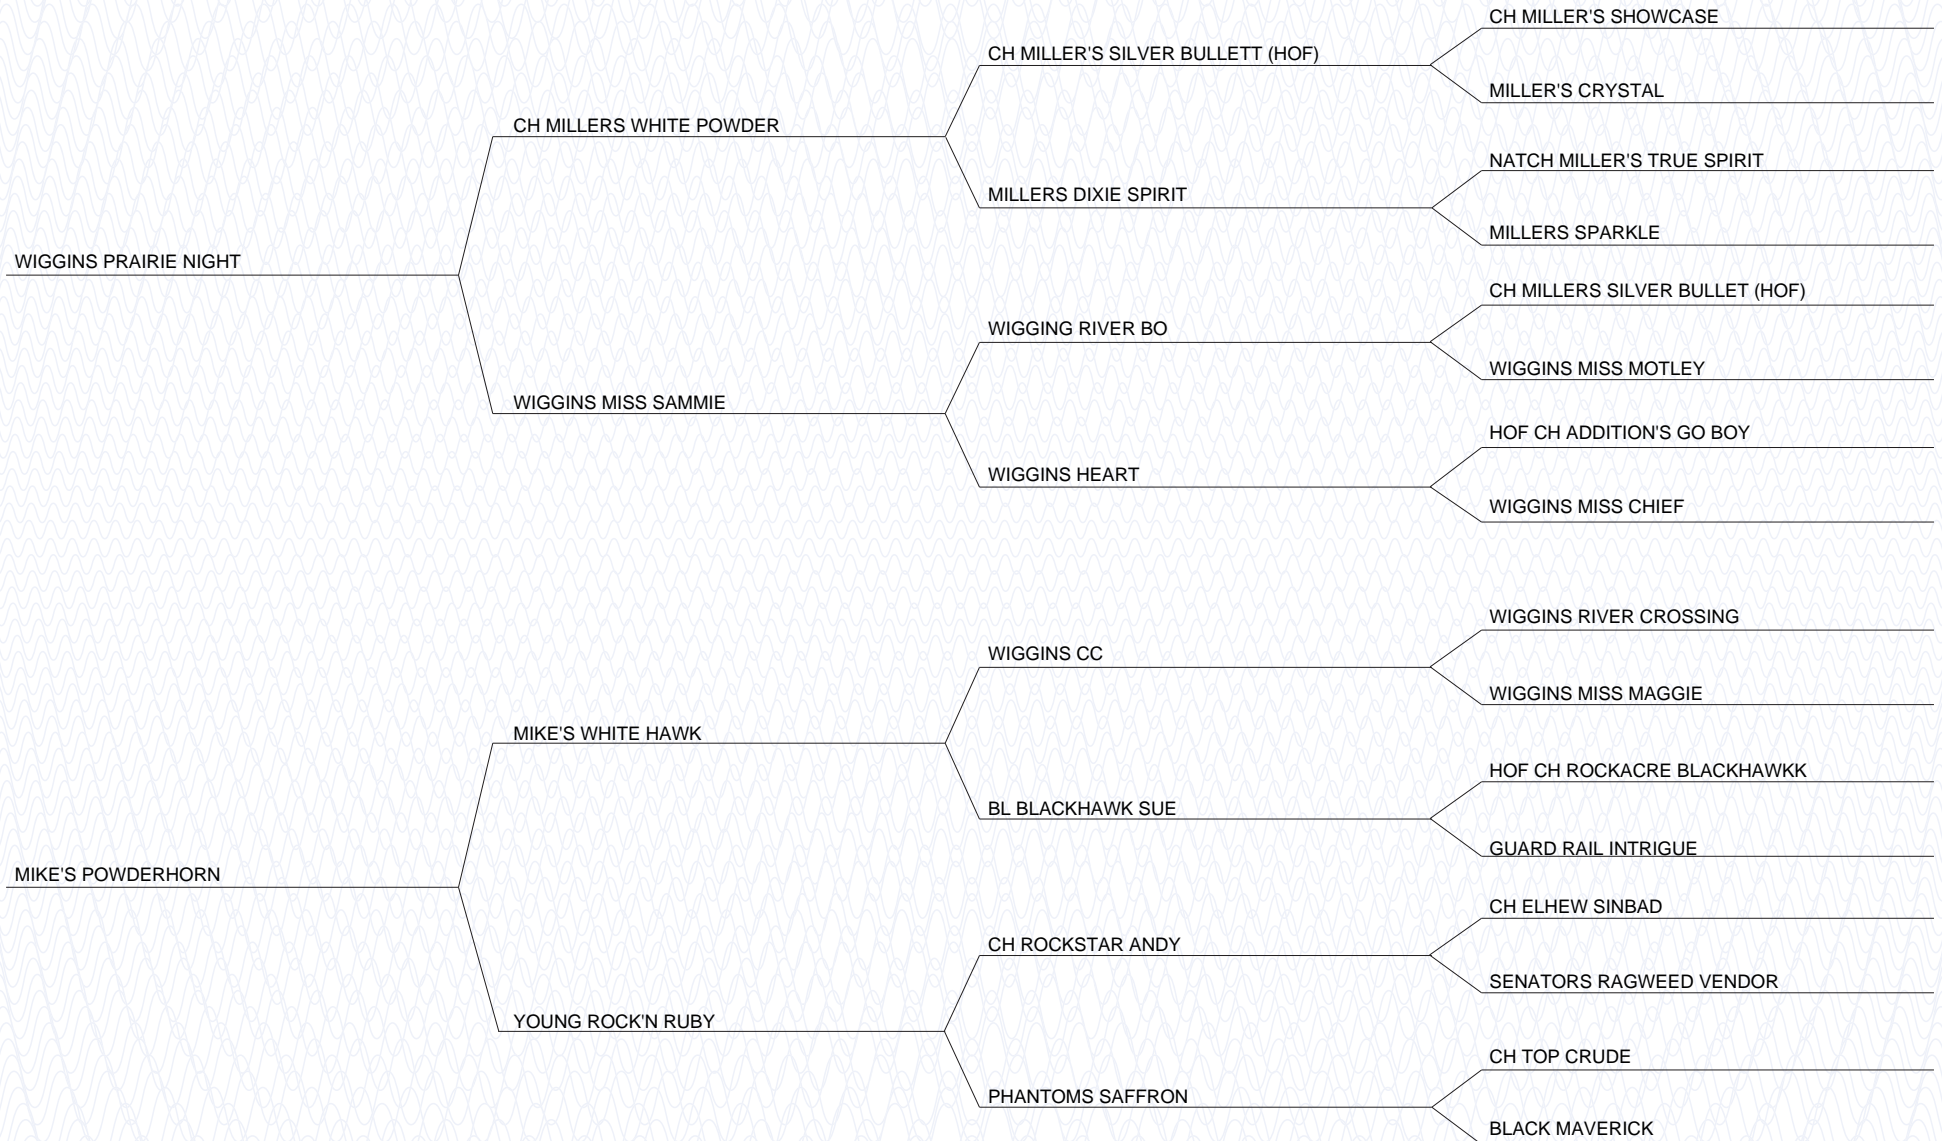 CH MILLER'S SHOWCASE
CH MILLER'S SILVER BULLETT (HOF)
MILLER'S CRYSTAL
CH MILLERS WHITE POWDER
NATCH MILLER'S TRUE SPIRIT
MILLERS DIXIE SPIRIT
MILLERS SPARKLE
WIGGINS PRAIRIE NIGHT
CH MILLERS SILVER BULLET (HOF)
WIGGING RIVER BO
WIGGINS MISS MOTLEY
WIGGINS MISS SAMMIE
HOF CH ADDITION'S GO BOY
WIGGINS HEART
WIGGINS MISS CHIEF
WIGGINS RIVER CROSSING
WIGGINS CC
WIGGINS MISS MAGGIE
MIKE'S WHITE HAWK
HOF CH ROCKACRE BLACKHAWKK
BL BLACKHAWK SUE
GUARD RAIL INTRIGUE
MIKE'S POWDERHORN
CH ELHEW SINBAD
CH ROCKSTAR ANDY
SENATORS RAGWEED VENDOR
YOUNG ROCK'N RUBY
CH TOP CRUDE
PHANTOMS SAFFRON
BLACK MAVERICK